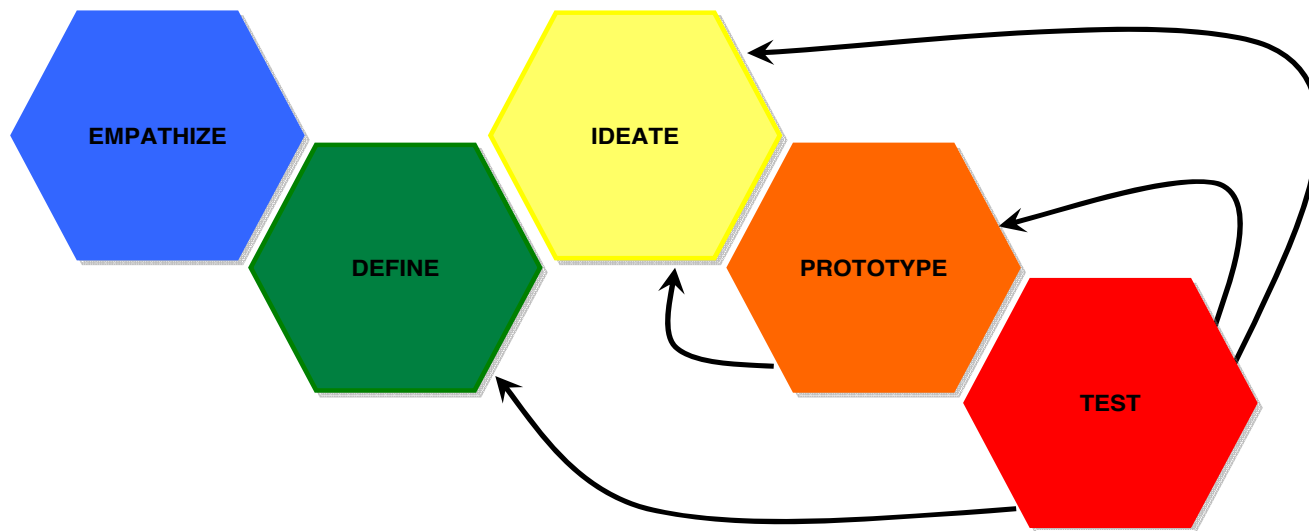 EMPATHIZE
DEFINE
IDEATE
PROTOTYPE
TEST